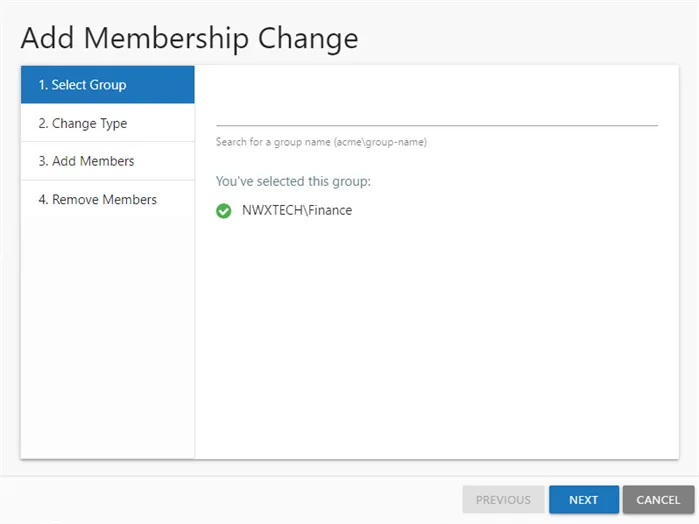 Add Membership Change
1. Select Group
2. Change Type
3. Add Members
4. Remove Members
Search for a group name (acme\group-name)
You've selected this group:
NWXTECH\Finance
PREVIOUS
NEXT
CANCEL